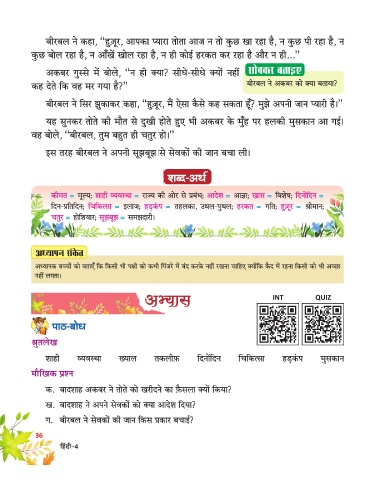 बीरबल ने कहा, “हुज़ूर, आपका प्यारा तोता आज न तो कुछ खा रहा है, न कुछ पी रहा है, न
कुछ बोल रहा है, न आँखें खोल रहा है, न ही कोई हरकत कर रहा है और न ही...”
अकबर गुस्से में बोले, “न ही क्या? सीधे-सीधे क्यों नहीं
कह देते कि वह मर गया है?”
सोचकर बताइए
बीरबल ने अकबर को क्या बताया?
बीरबल ने सिर झुकाकर कहा, “हुज़ूर, मैं ऐसा कैसे कह सकता हूँ? मुझे अपनी जान प्यारी है।”
यह सुनकर तोते की मौत से दुखी होते हुए भी अकबर के मुँह पर हलकी मुसकान आ गई।
वह बोले, “बीरबल, तुम बहुत ही चतुर हो।”
इस तरह बीरबल ने अपनी सूझबूझ से सेवकों की जान बचा ली।
शब्द-अर्थ
कीमत = मूल्य; शाही व्यवस्था = राज्य की ओर से प्रबंध; आदेश = आज्ञा; खास = विशेष; दिनोंदिन =
दिन-प्रतिदिन; चिकित्सा = इलाज; हड़कंप = तहलका, उथल-पुथल; हरकत = गति; हुज़ूर = श्रीमान;
चतुर = होशियार; सूझबूझ = समझदारी।
अध्यापन संकेत
अध्यापक बच्चों को बताएँ कि किसी भी पक्षी को कभी पिंजरे में बंद करके नहीं रखना चाहिए क्योंकि कैद में रहना किसी को भी अच्छा
नहीं लगता।
अभ्यास
INT QUIZ
पाठ-बोध
श्रुतलेख
शाही व्यवस्था ख्याल तकलीफ़ दिनोंदिन चिकित्सा हड़कंप मुसकान
मौखिक प्रश्न
क. बादशाह अकबर ने तोते को खरीदने का फ़ैसला क्यों किया?
ख. बादशाह ने अपने सेवकों को क्या आदेश दिया?
ग. बीरबल ने सेवकों की जान किस प्रकार बचाई?
36
हिंदी-4